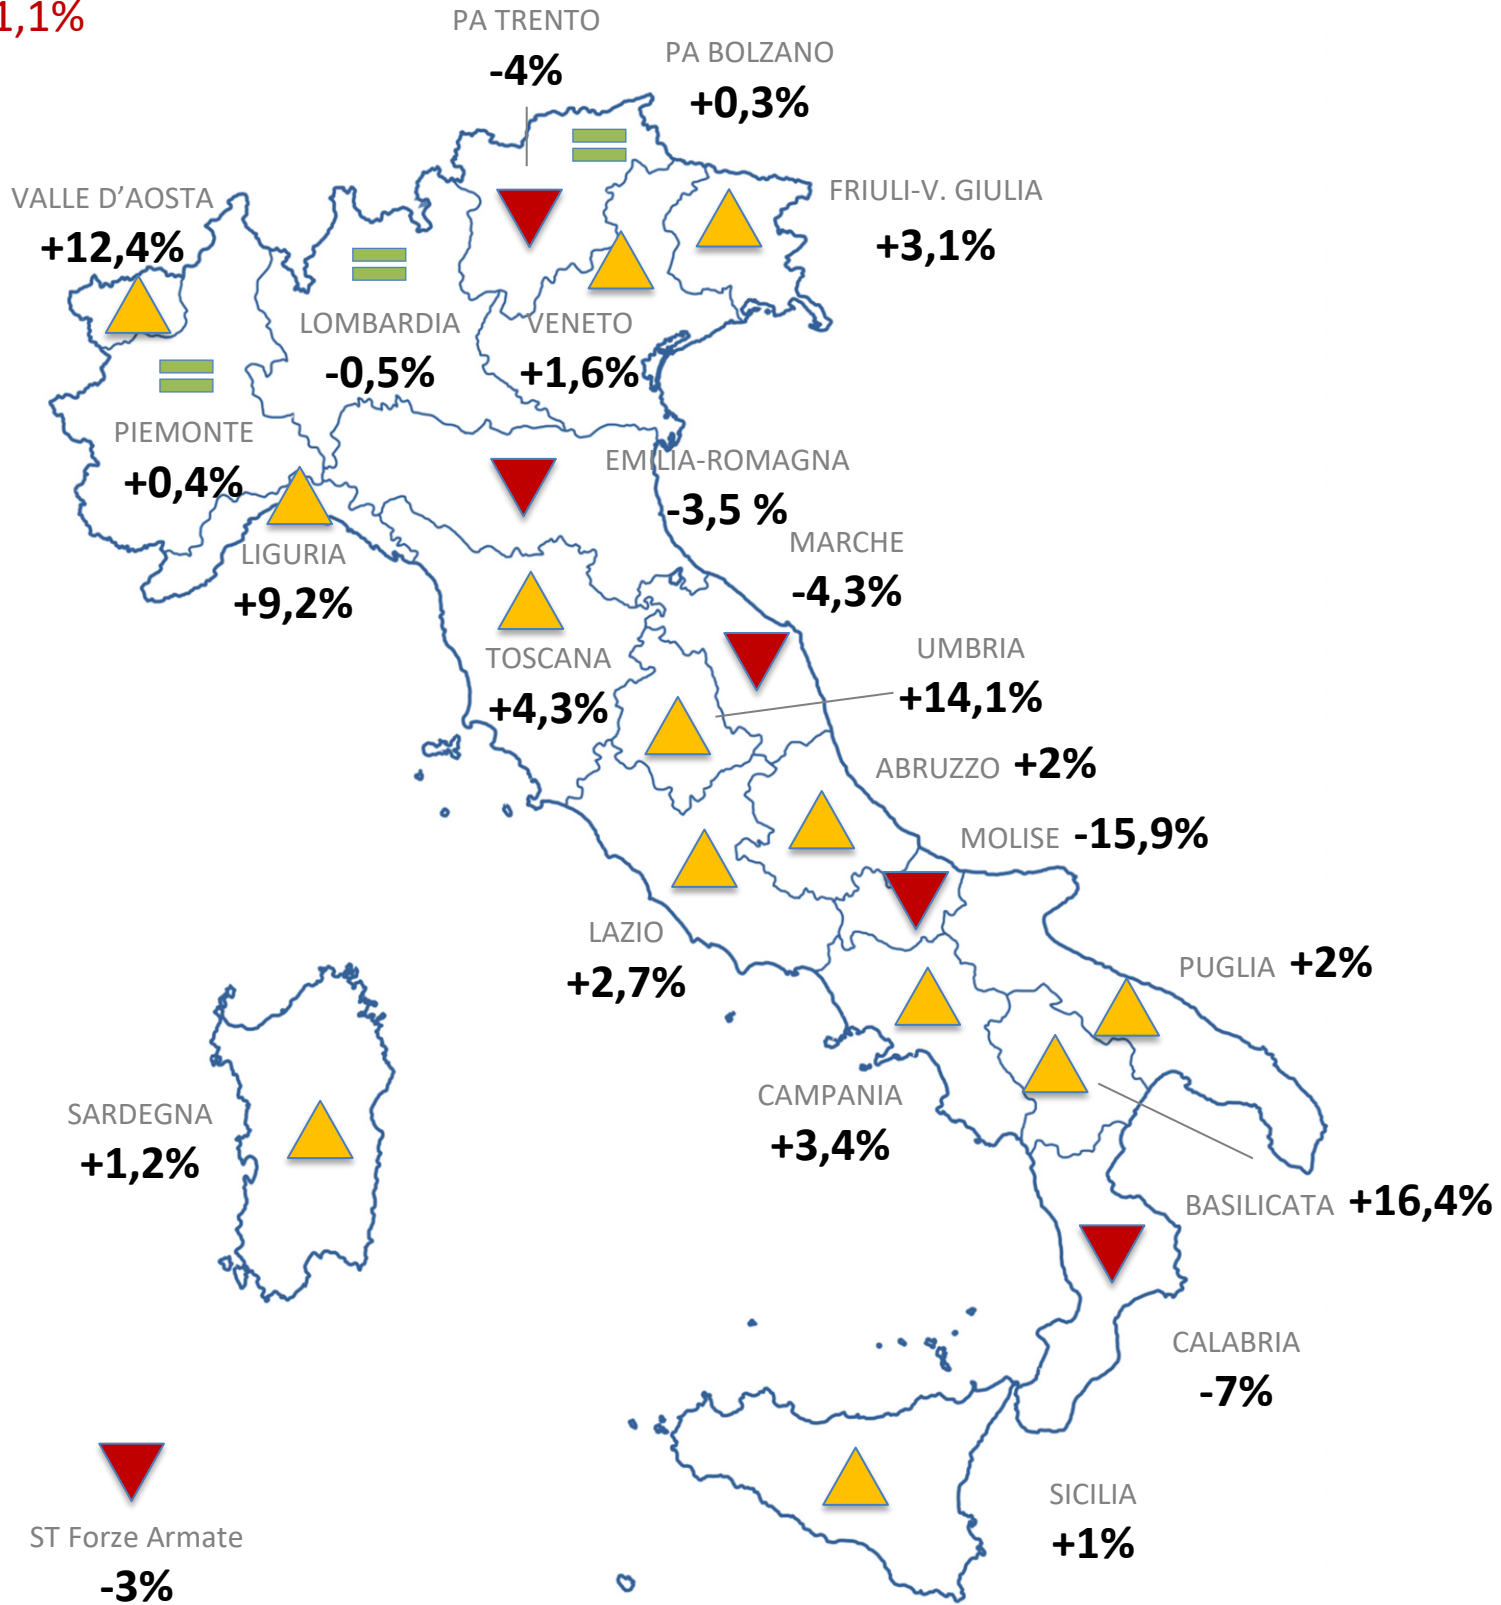 1,1%
PA TRENTO
-4%
PA BOLZANO
+0,3%
VALLE D’AOSTA
+12,4%
FRIULI-V. GIULIA
+3,1%
LOMBARDIA
-0,5%
VENETO
+1,6%
PIEMONTE
+0,4%
EMILIA-ROMAGNA
-3,5 %
LIGURIA
+9,2%
MARCHE
-4,3%
TOSCANA
+4,3%
UMBRIA
+14,1%
ABRUZZO +2%
MOLISE -15,9%
LAZIO
+2,7%
PUGLIA +2%
SARDEGNA
+1,2%
CAMPANIA
+3,4%
BASILICATA +16,4%
CALABRIA
-7%
SICILIA
+1%
ST Forze Armate
-3%